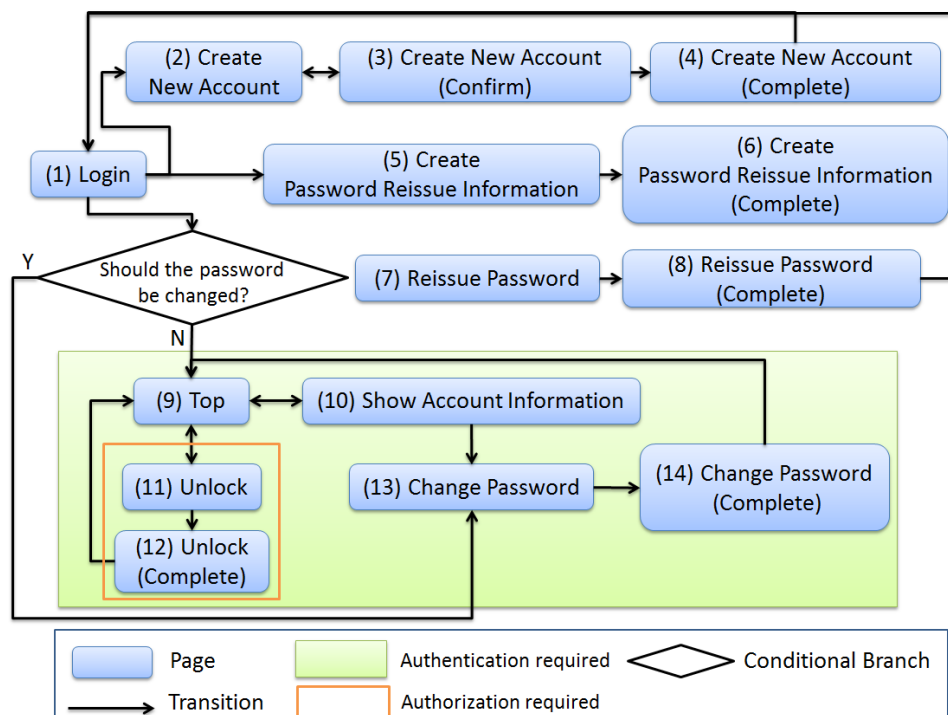 (2) Create
New Account
(3) Create New Account
(Confirm)
(4) Create New Account
(Complete)
(1) Login
(5) Create
Password Reissue Information
(6) Create
Password Reissue Information
(Complete)
Y
Should the password
be changed?
(7) Reissue Password
(8) Reissue Password
(Complete)
N
(9) Top
(10) Show Account Information
(11) Unlock
(13) Change Password
(14) Change Password
(Complete)
(12) Unlock
(Complete)
Page
Authentication required
Conditional Branch
Transition
Authorization required